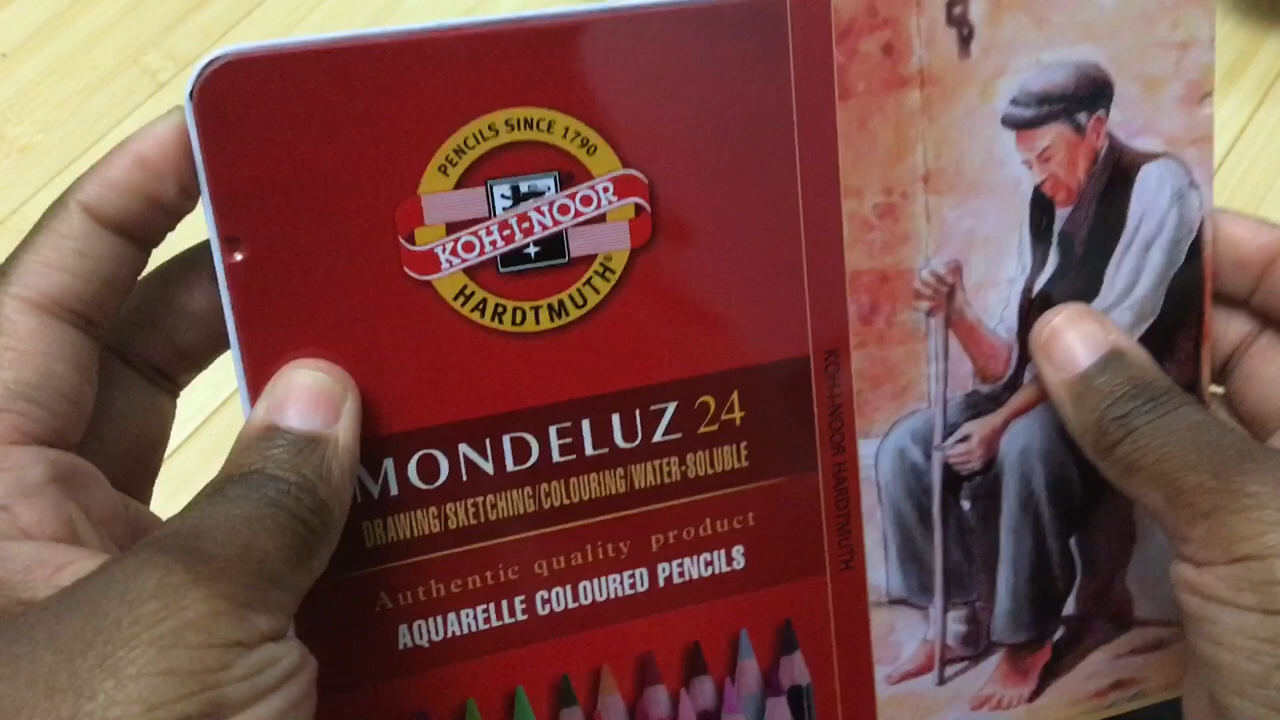 PENCILS SINCE 1790
KOH-I-NOOR
HARDTMUTH®
MONDELUZ 24
DRAWING/SKETCHING/COLOURING/WATER-SOLUBLE
Authentic quality product
AQUARELLE COLOURED PENCILS
KOH-I-NOOR HARDTMUTH